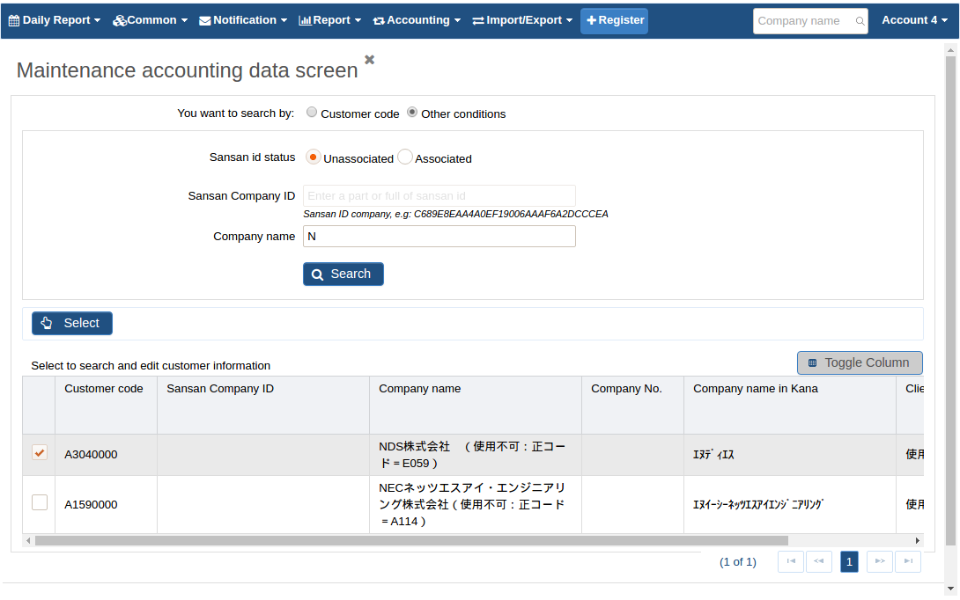 Daily Report Common Notification Report Accounting Import/Export Register Company name Account 4
Maintenance accounting data screen
You want to search by: Customer code Other conditions
Sansan id status Unassociated Associated
Sansan Company ID Enter a part or full of sansan id
Sansan ID company, e.g: C689E8EAA4A0EF19006AAAF6A2DCCCEA
Company name N
Search
Select
Select to search and edit customer information Toggle Column
Customer code Sansan Company ID Company name Company No. Company name in Kana Clie
A3040000 NDS株式会社 （使用不可：正コー ｴﾇﾃﾞｨｴｽ 使用
ド＝E059）
NECネッツエスアイ・エンジニアリ
A1590000 ング株式会社（使用不可：正コード ｴﾇｲｰｼｰﾈｯﾂｴｽｱｲｴﾝｼﾞﾆｱﾘﾝｸﾞ 使用
＝A114）
(1 of 1) 1